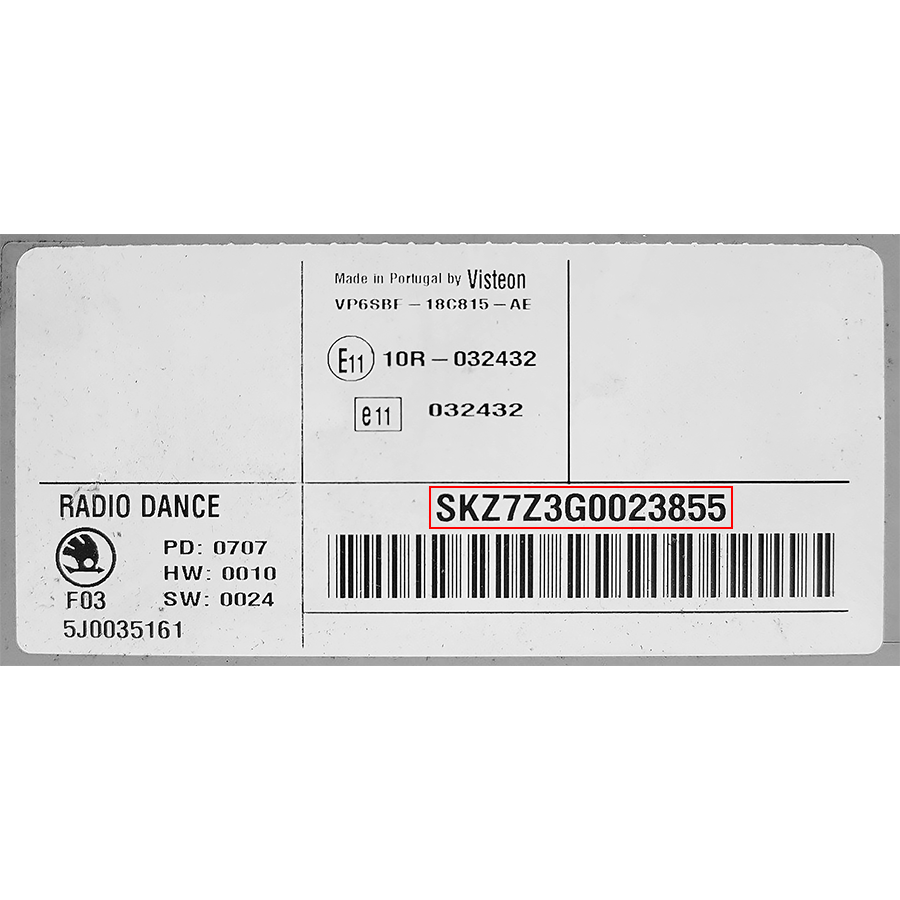 Made in Portugal by Visteon
VP6SBF – 18C815 – AE
E11 10R – 032432
e11 032432
RADIO DANCE
SKZ7Z3G0023855
PD: 0707
HW: 0010
F03 SW: 0024
5J0035161